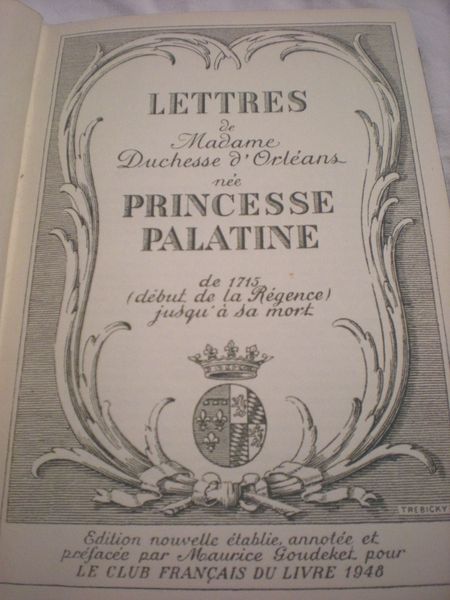 LETTRES
de
Madame
Duchesse d'Orléans
née
PRINCESSE
PALATINE
de 1715
(début de la Régence)
jusqu'à sa mort
TREBICKY
Edition nouvelle établie, annotée et
préfacée par Maurice Goudeket pour
LE CLUB FRANÇAIS DU LIVRE 1948